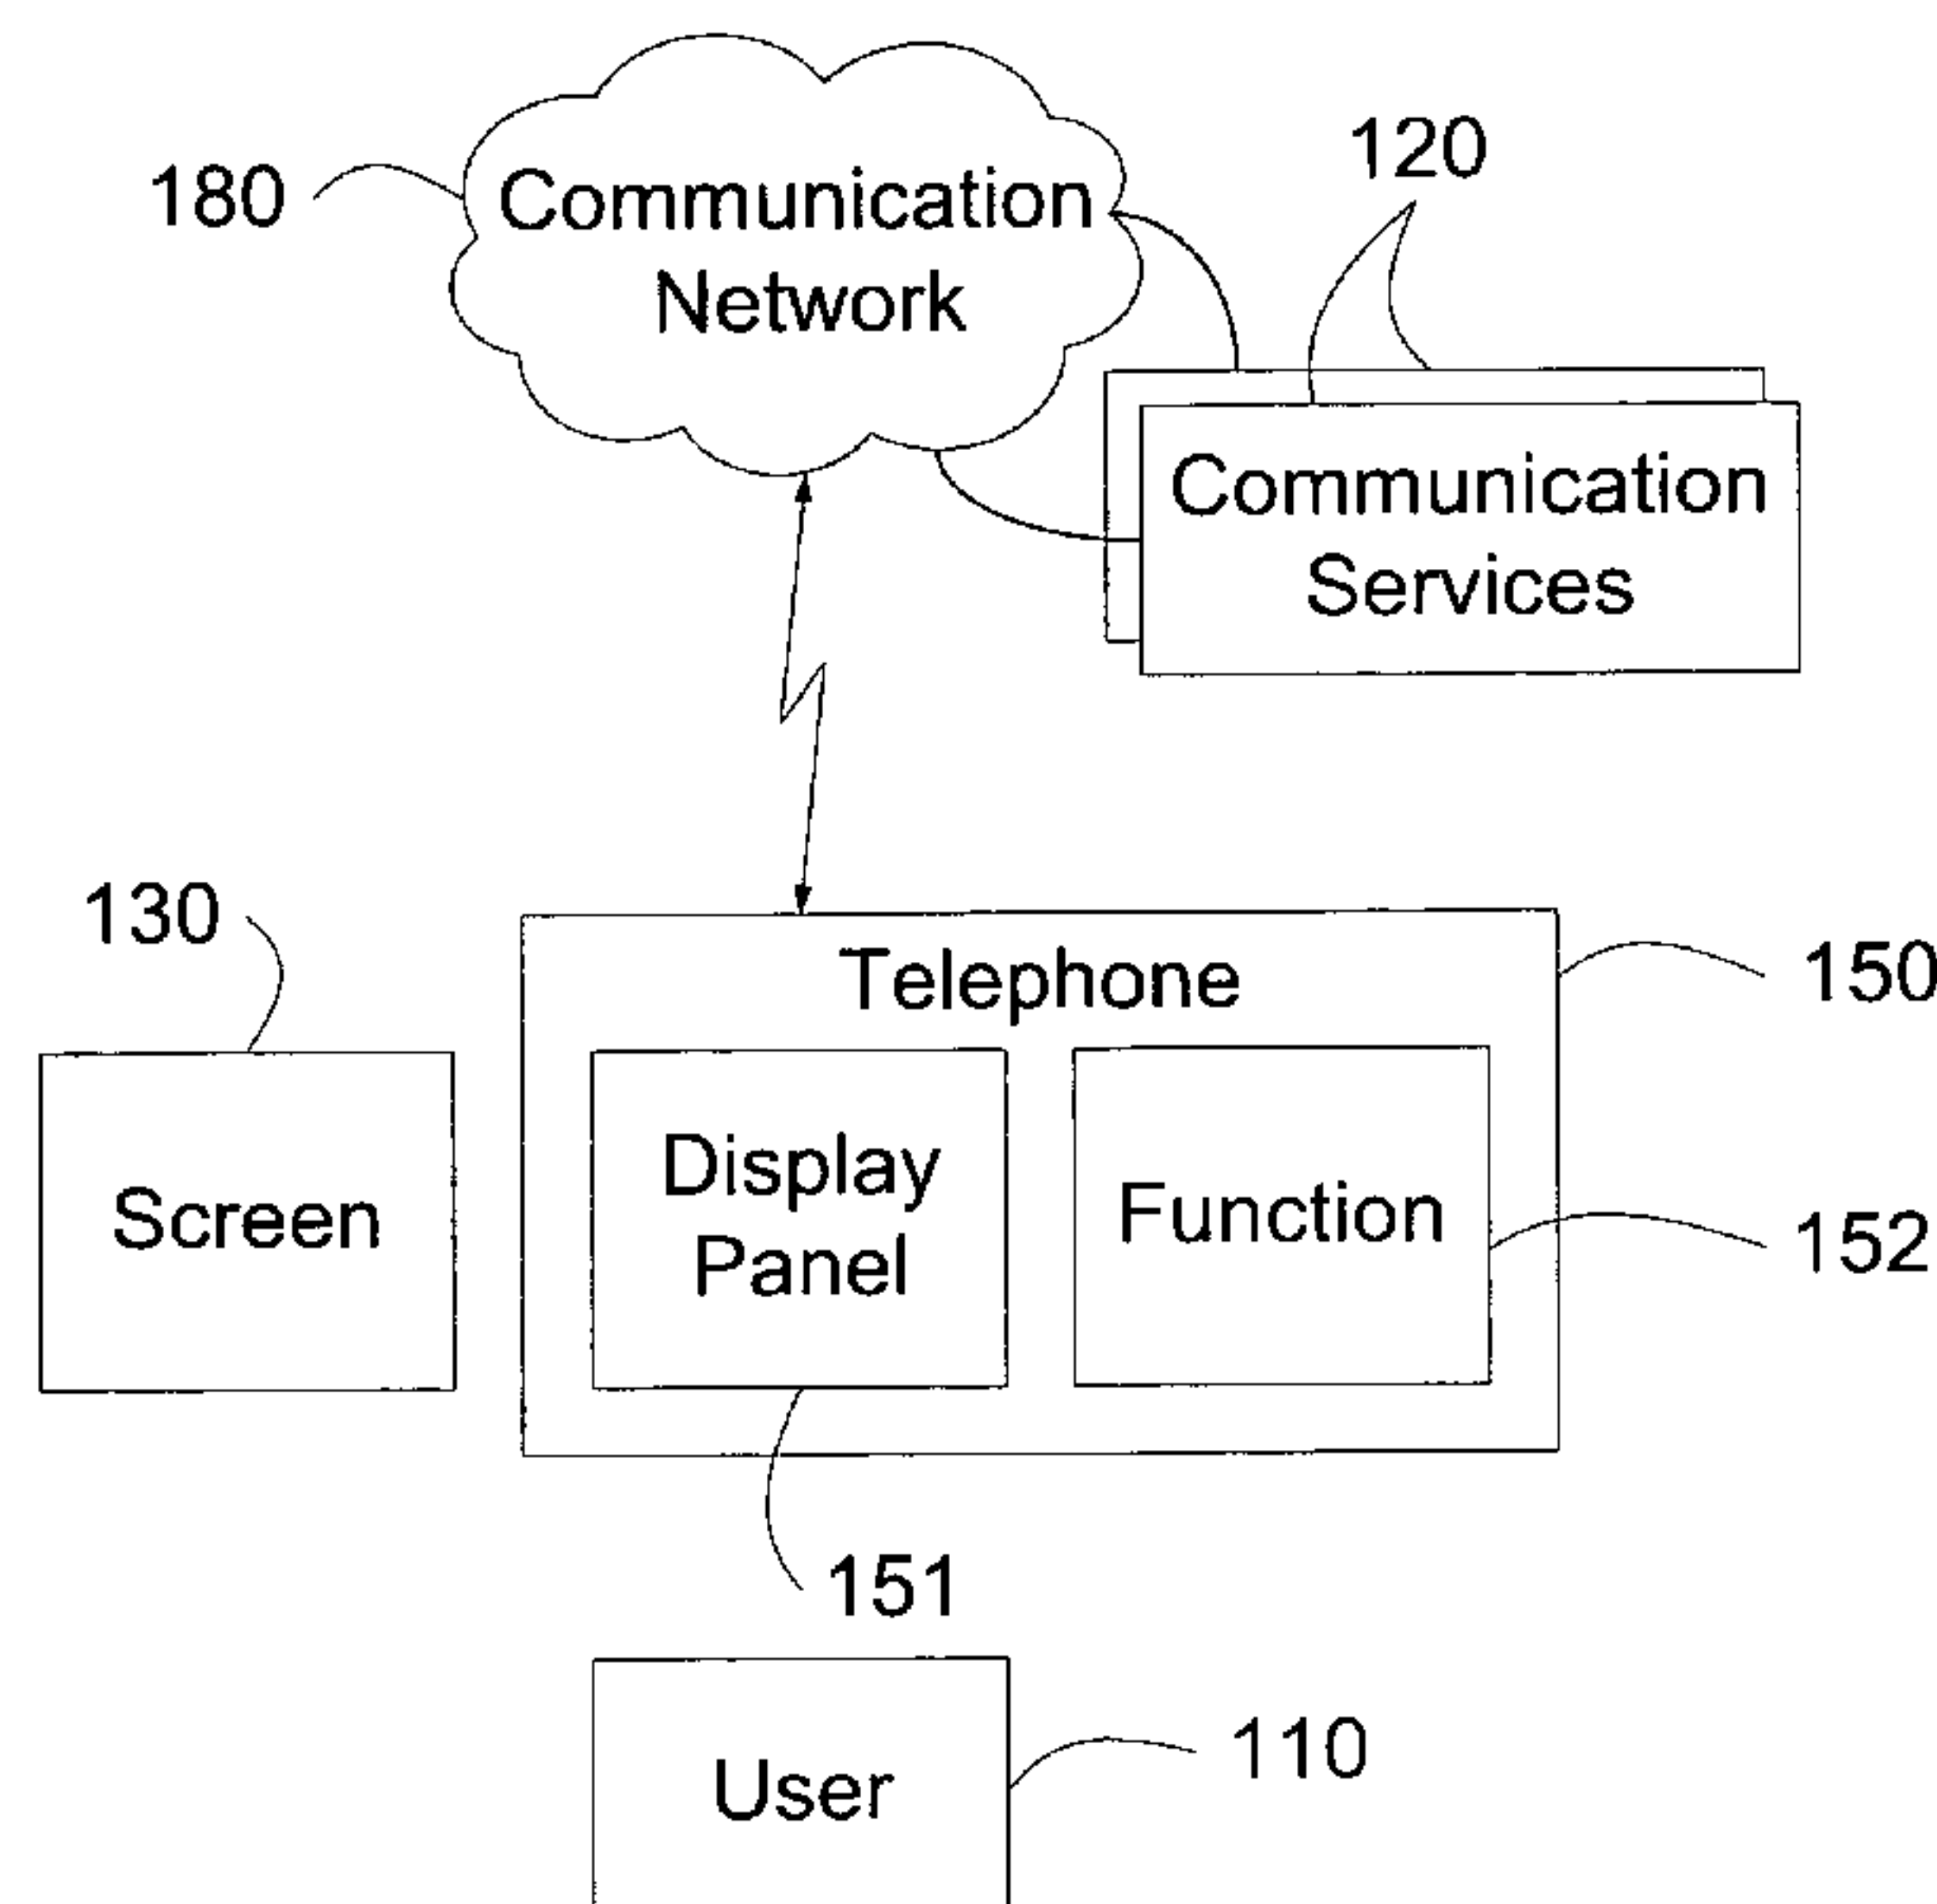 120
180
Communication
Network
Communication
Services
130
Telephone
150
Display
Panel
Function
Screen
152
151
User
110